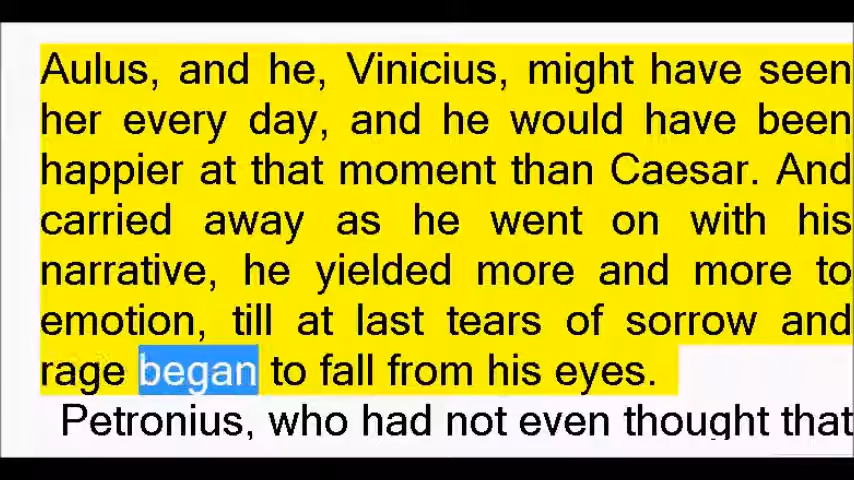 Aulus, and he, Vinicius, might have seen
her every day, and he would have been
happier at that moment than Caesar. And
carried away as he went on with his
narrative, he yielded more and more to
emotion, till at last tears of sorrow and
rage began to fall from his eyes.
Petronius, who had not even thought that